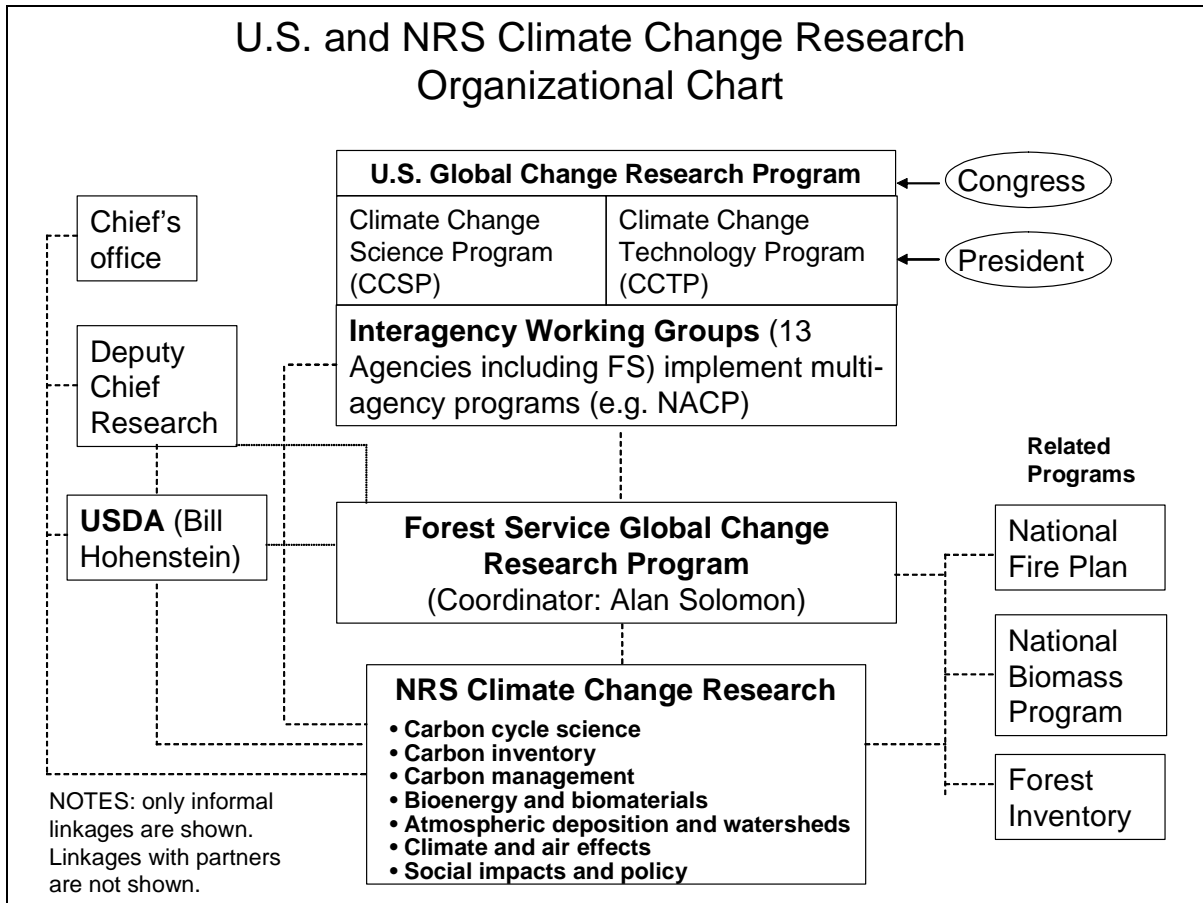 U.S. and NRS Climate Change Research
Organizational Chart
U.S. Global Change Research Program
Congress
Climate Change
Science Program
(CCSP)
Climate Change
Technology Program
(CCTP)
President
Chief's
office
Interagency Working Groups (13
Agencies including FS) implement multi-
agency programs (e.g. NACP)
Deputy
Chief
Research
Related
Programs
USDA (Bill
Hohenstein)
Forest Service Global Change
Research Program
(Coordinator: Alan Solomon)
National
Fire Plan
National
Biomass
Program
Forest
Inventory
NRS Climate Change Research
• Carbon cycle science
• Carbon inventory
• Carbon management
• Bioenergy and biomaterials
• Atmospheric deposition and watersheds
• Climate and air effects
• Social impacts and policy
NOTES: only informal
linkages are shown.
Linkages with partners
are not shown.